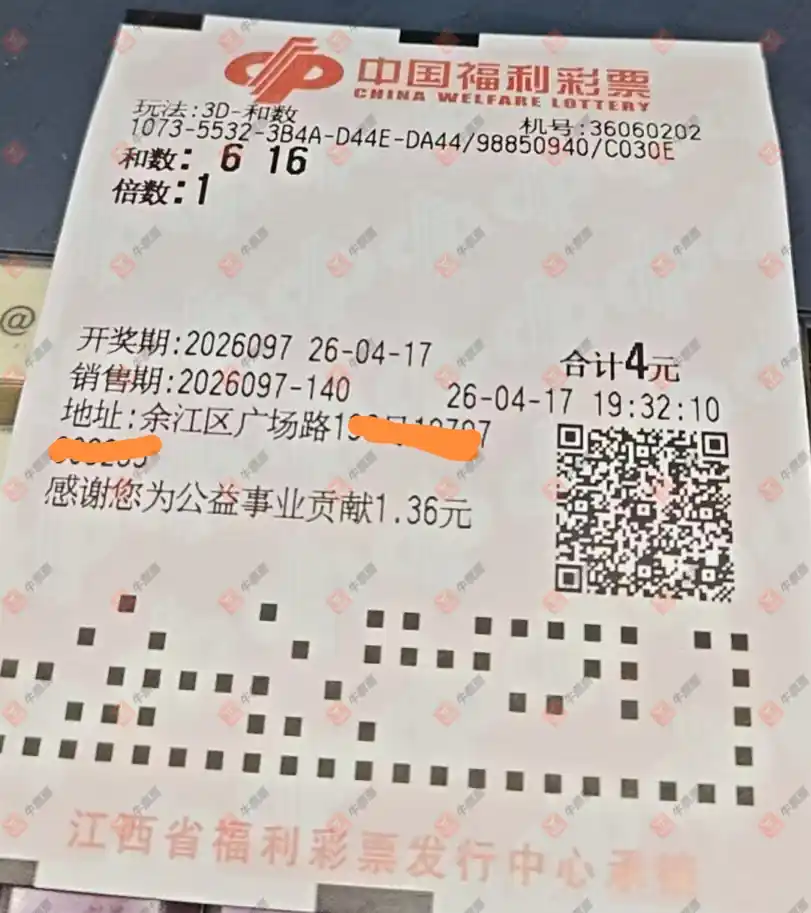 中国福利彩票
CHINA WELFARE LOTTERY
玩法:3D-和数 机号:36060202
1073-5532-3B4A-D44E-DA44/98850940/C030E
和数: 6 16
倍数:1
开奖期:2026097 26-04-17 合计4元
销售期:2026097-140 26-04-17 19:32:10
地址:余江区广场路1
感谢您为公益事业贡献1.36元
江西省福利彩票发行中心承销
@